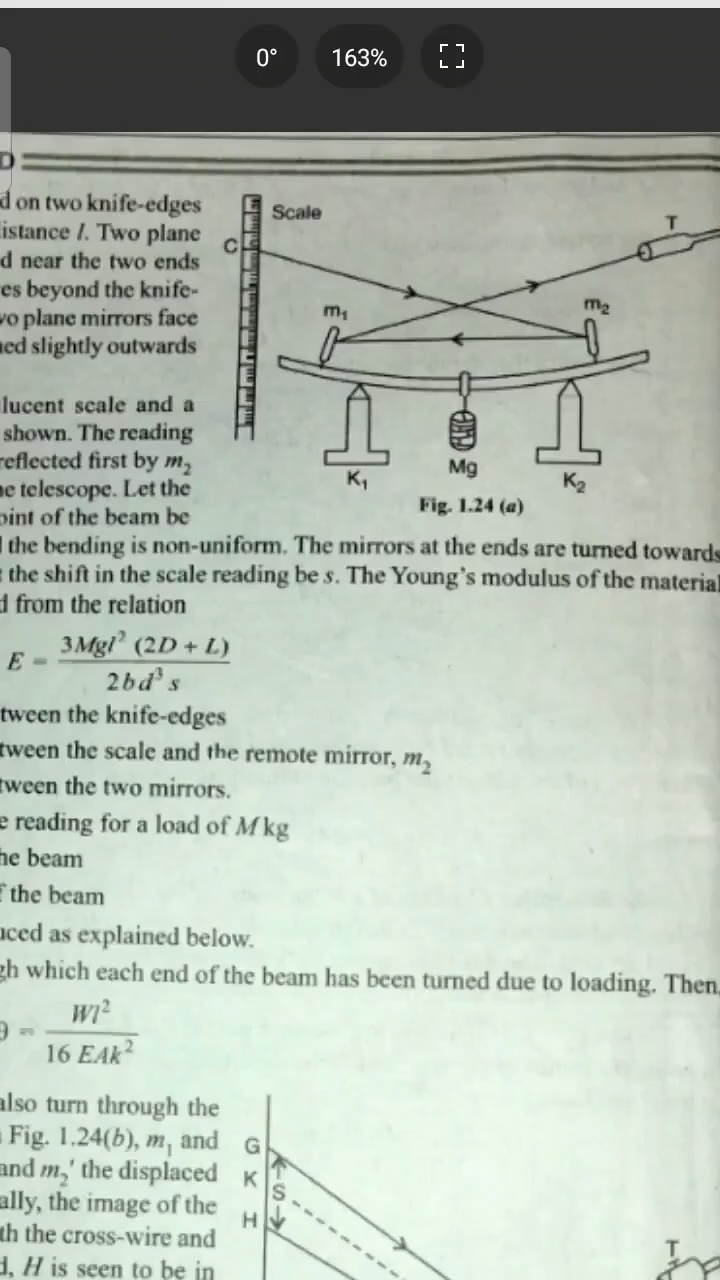 0°
163%
D
d on two knife-edges
istance l. Two plane
d near the two ends
es beyond the knife-
vo plane mirrors face
ned slightly outwards
lucent scale and a
shown. The reading
reflected first by m₂
he telescope. Let the
oint of the beam be
Scale
C
T
m₁
m₂
K₁
Mg
K₂
Fig. 1.24 (a)
the bending is non-uniform. The mirrors at the ends are turned towards
the shift in the scale reading be s. The Young's modulus of the material
d from the relation
E = 3Mgl² (2D + L) / 2bd³ s
tween the knife-edges
tween the scale and the remote mirror, m₂
tween the two mirrors.
e reading for a load of M kg
he beam
f the beam
uced as explained below.
gh which each end of the beam has been turned due to loading. Then,
θ = Wl² / 16 EAk²
also turn through the
Fig. 1.24(b), m₁ and
and m₂' the displaced
ally, the image of the
th the cross-wire and
d, H is seen to be in
G
K
S
H
T